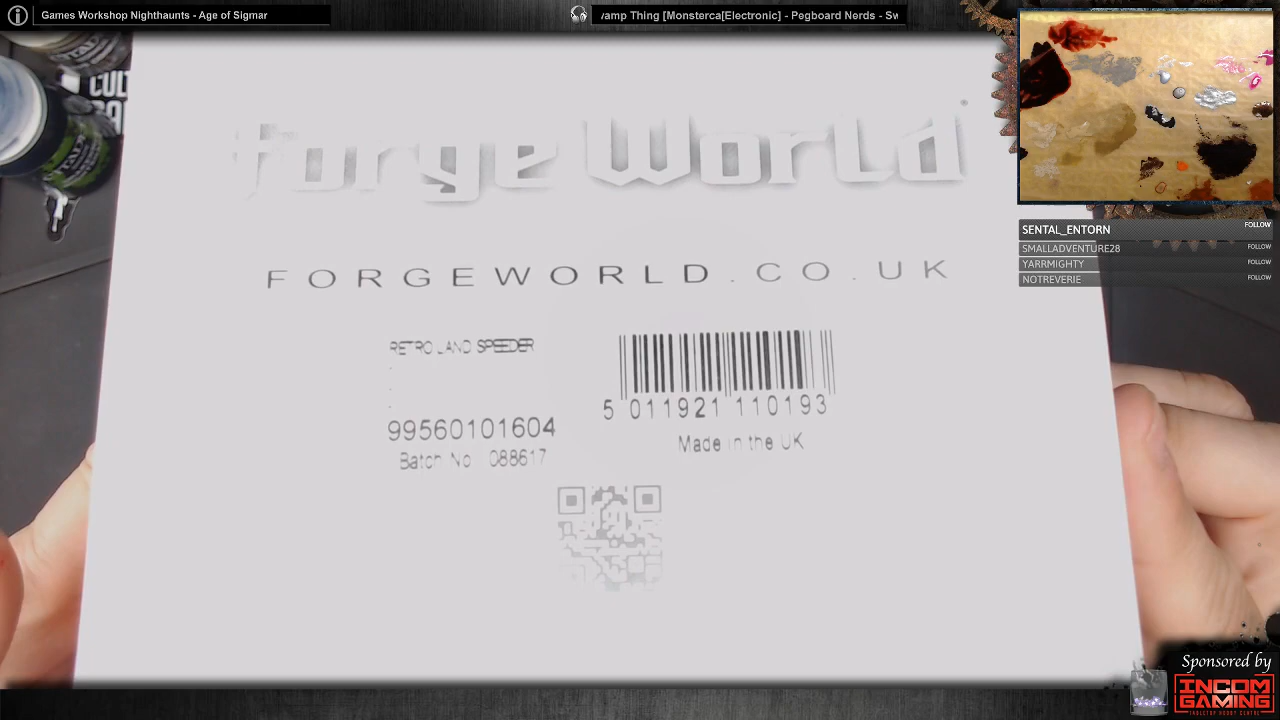 Games Workshop Nighthaunts - Age of Sigmar
amp Thing [Monsterca[Electronic] - Pegboard Nerds - Sw
forge World
FORGEWORLD.CO.UK
RETRO LAND SPEEDER
99560101604
Batch No 088617
5 011921 110193
Made in the UK
SENTAL_ENTORN FOLLOW
SMALLADVENTURE28 FOLLOW
YARRMIGHTY FOLLOW
NOTREVERIE FOLLOW
Sponsored by
INCOM
GAMING